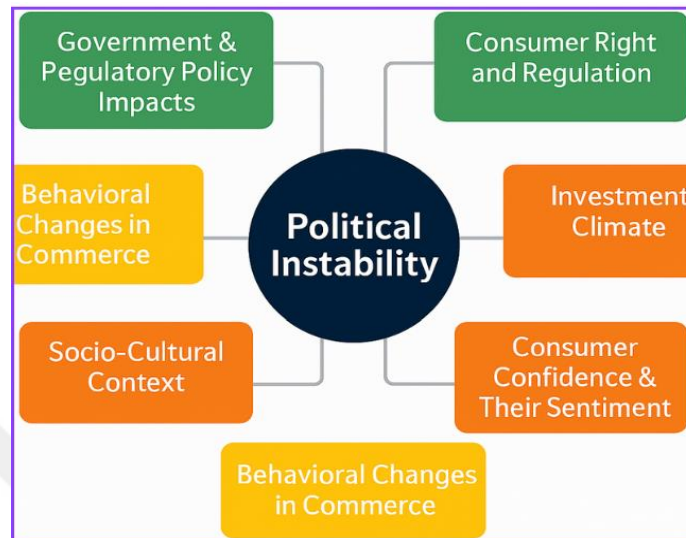 Government &
Pegulatory Policy
Impacts
Consumer Right
and Regulation
Behavioral
Changes in
Commerce
Political
Instability
Investment
Climate
Socio-Cultural
Context
Consumer
Confidence &
Their Sentiment
Behavioral Changes
in Commerce